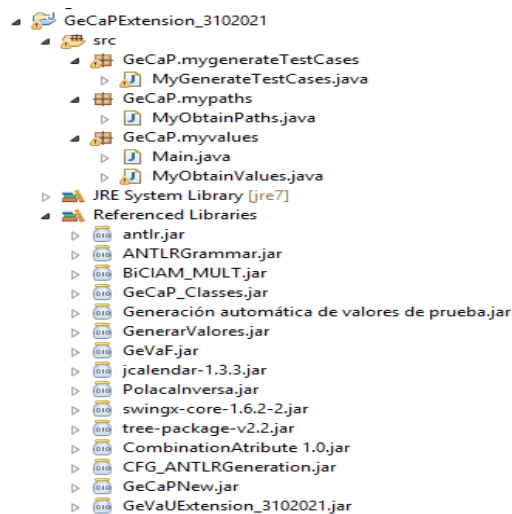 GeCaPExtension_3102021
src
GeCaP.mygenerateTestCases
MyGenerateTestCases.java
GeCaP.mypaths
MyObtainPaths.java
GeCaP.myvalues
Main.java
MyObtainValues.java
JRE System Library [jre7]
Referenced Libraries
antlr.jar
ANTLRGrammar.jar
BiCIAM_MULT.jar
GeCaP_Classes.jar
Generación automática de valores de prueba.jar
GenerarValores.jar
GeVaF.jar
jcalendar-1.3.3.jar
PolacaInversa.jar
swingx-core-1.6.2-2.jar
tree-package-v2.2.jar
CombinationAtribute 1.0.jar
CFG_ANTLRGeneration.jar
GeCaPNew.jar
GeVaUExtension_3102021.jar